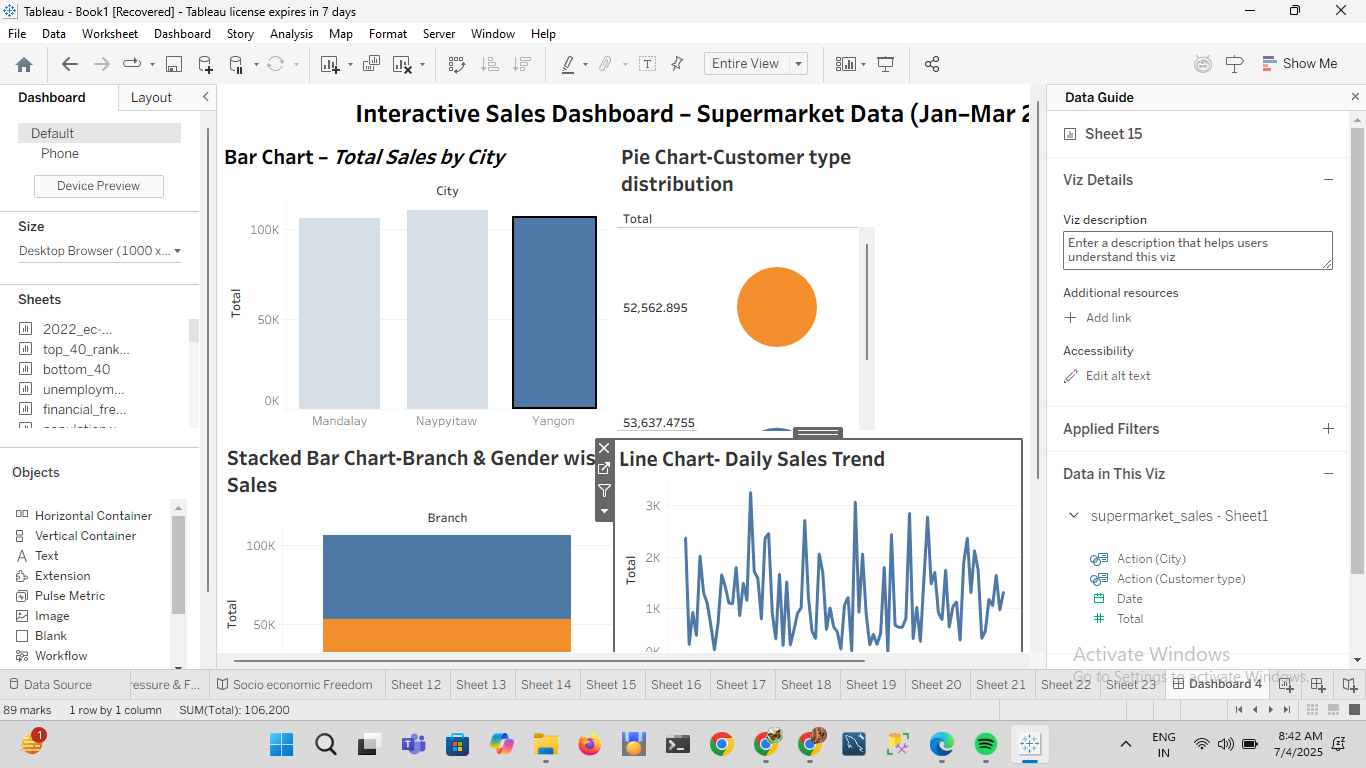 Tableau - Book1 [Recovered] - Tableau license expires in 7 days
File Data Worksheet Dashboard Story Analysis Map Format Server Window Help
Entire View
Show Me
Dashboard Layout
Default
Phone
Device Preview
Size
Desktop Browser (1000 x...
Sheets
2022_ec-...
top_40_rank...
bottom_40
unemploym...
financial_fre...
Objects
Horizontal Container
Vertical Container
Text
Extension
Pulse Metric
Image
Blank
Workflow
Interactive Sales Dashboard – Supermarket Data (Jan–Mar 2
Bar Chart – Total Sales by City
City
Total
100K
50K
0K
Mandalay Naypyitaw Yangon
Pie Chart-Customer type
distribution
Total
52,562.895
53,637.4755
Stacked Bar Chart-Branch & Gender wis
Sales
Branch
Total
100K
50K
Line Chart- Daily Sales Trend
Total
3K
2K
1K
0K
Data Guide
Sheet 15
Viz Details
Viz description
Enter a description that helps users
understand this viz
Additional resources
Add link
Accessibility
Edit alt text
Applied Filters
Data in This Viz
supermarket_sales - Sheet1
Action (City)
Action (Customer type)
Date
Total
Activate Windows
Go to Settings to activate Windows.
Data Source ressure & F... Socio economic Freedom Sheet 12 Sheet 13 Sheet 14 Sheet 15 Sheet 16 Sheet 17 Sheet 18 Sheet 19 Sheet 20 Sheet 21 Sheet 22 Sheet 23 Dashboard 4
89 marks 1 row by 1 column SUM(Total): 106,200
1
ENG
IN
8:42 AM
7/4/2025